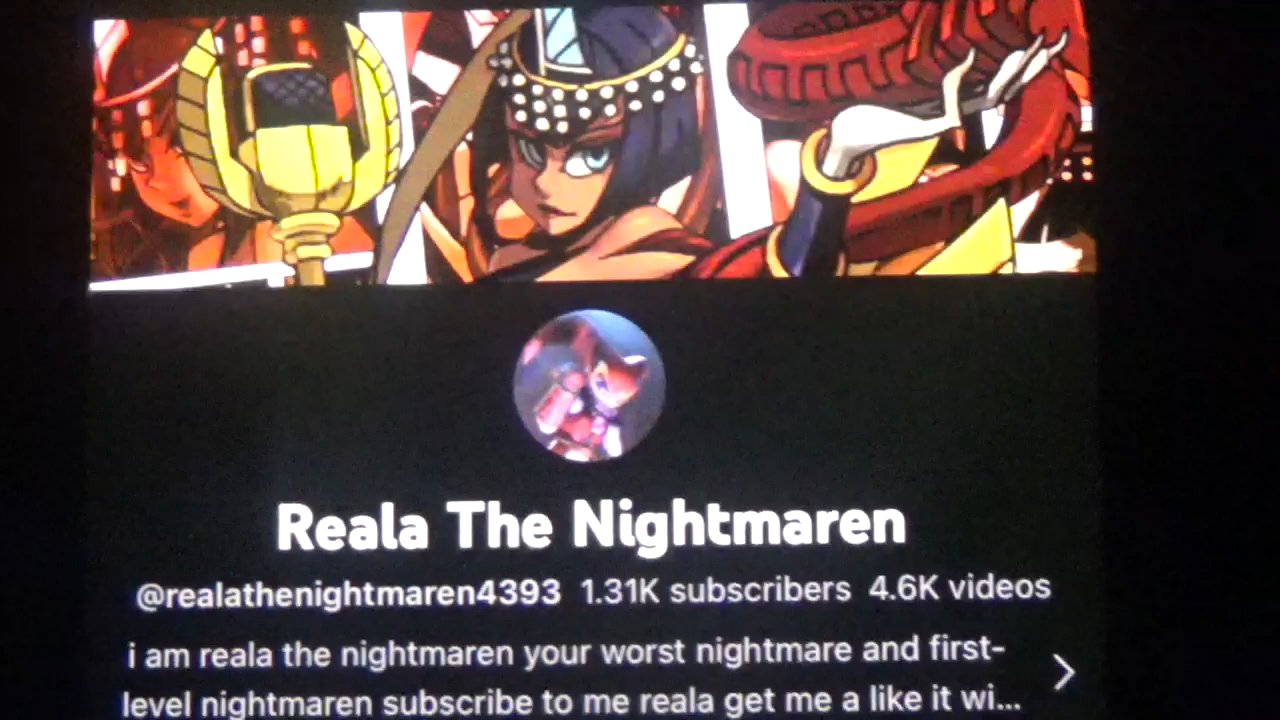 Reala The Nightmaren
@realathenightmaren4393 1.31K subscribers 4.6K videos
i am reala the nightmaren your worst nightmare and first-
level nightmaren subscribe to me reala get me a like it wi...